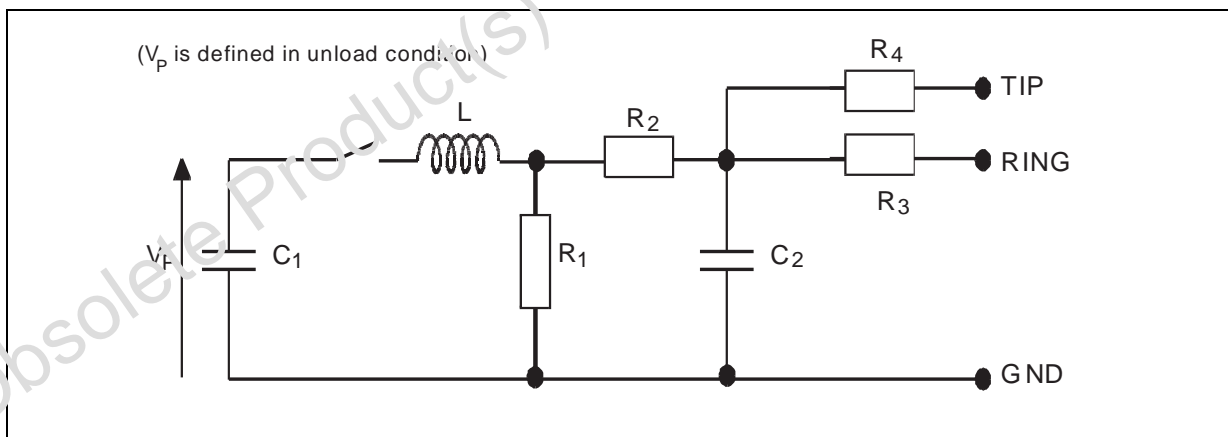 (VP is defined in unload condition)
R4
TIP
L
R2
RING
R3
VP
C1
R1
C2
GND
Obsolete Product(s)